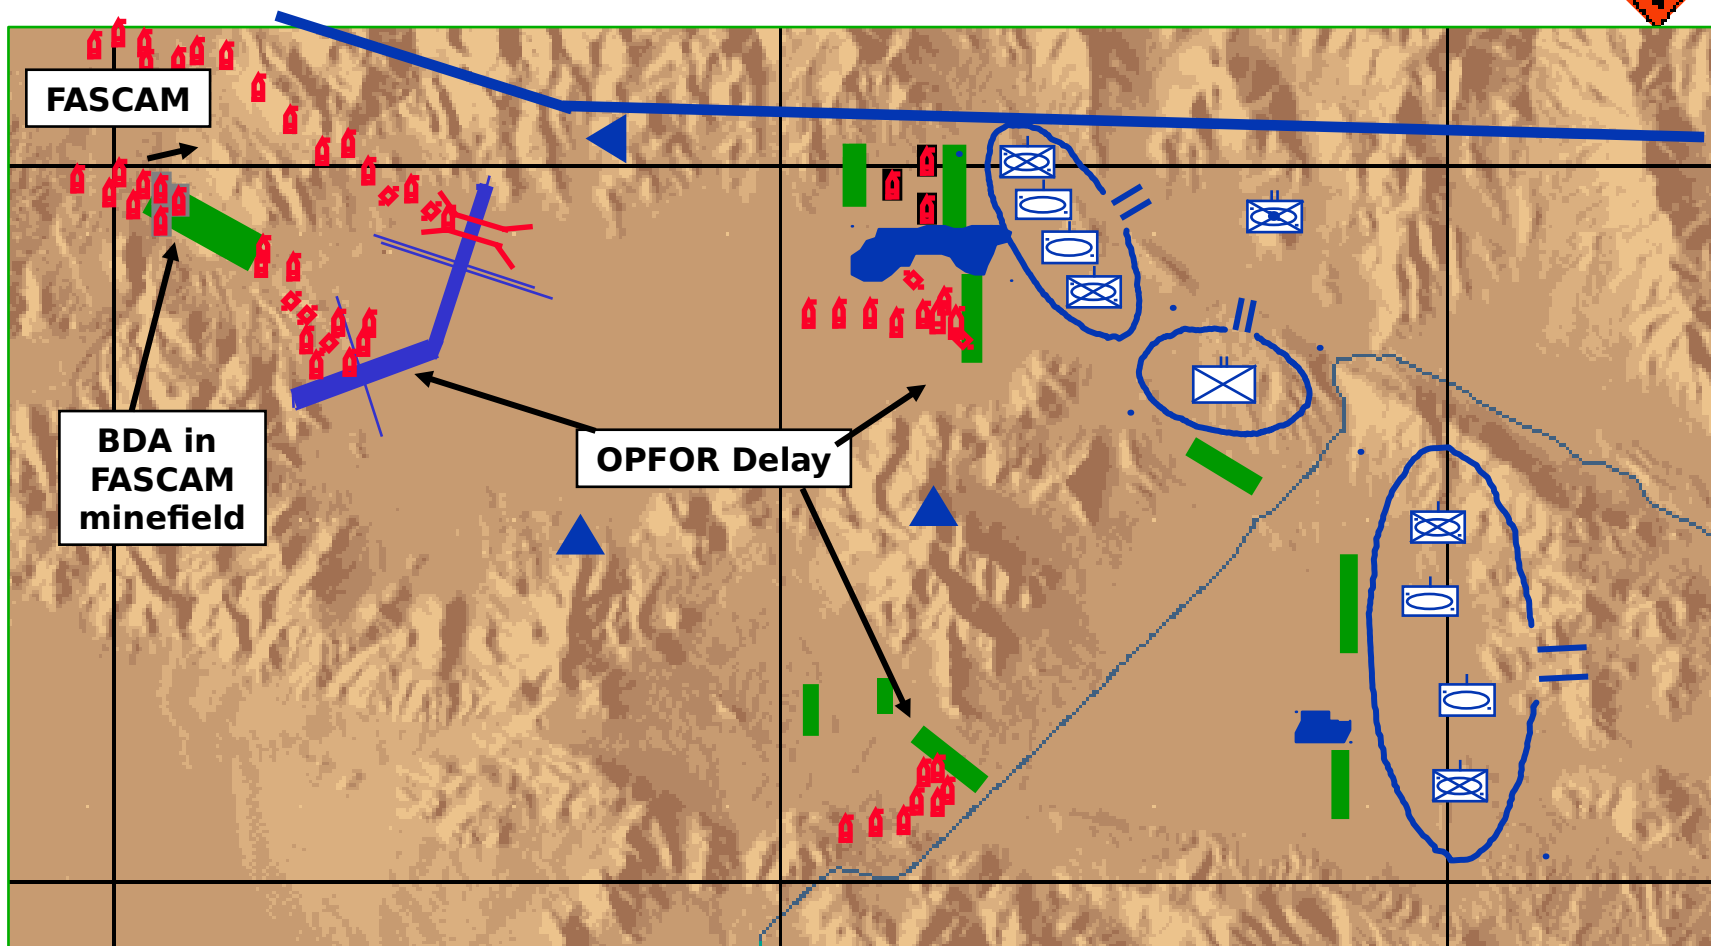 FASCAM
BDA in
FASCAM
minefield
OPFOR Delay